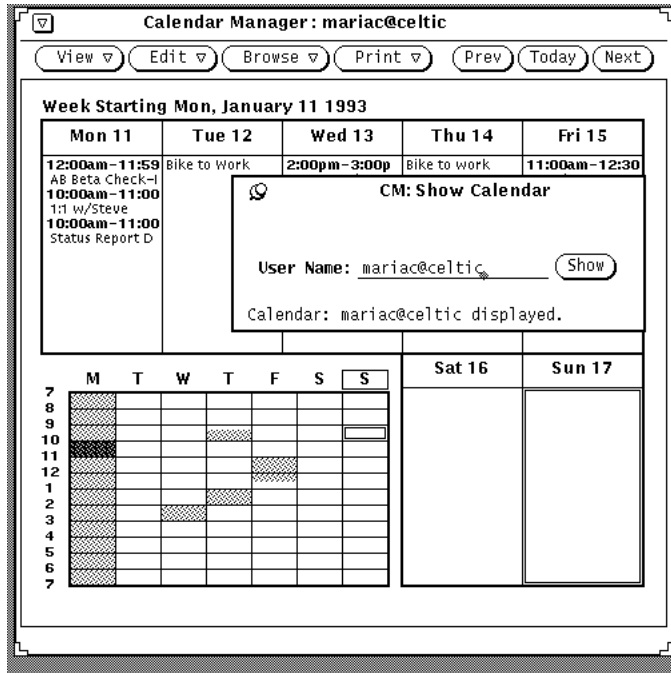 Calendar Manager: mariac@celtic
View Edit Browse Print Prev Today Next
Week Starting Mon, January 11 1993
Mon 11 Tue 12 Wed 13 Thu 14 Fri 15
12:00am-11:59 Bike to Work 2:00pm-3:00p Bike to work 11:00am-12:30
AB Beta Check-I
10:00am-11:00
1:1 w/Steve
10:00am-11:00
Status Report D
CM: Show Calendar
User Name: mariac@celtic Show
Calendar: mariac@celtic displayed.
Sat 16 Sun 17
M T W T F S S
7
8
9
10
11
12
1
2
3
4
5
6
7